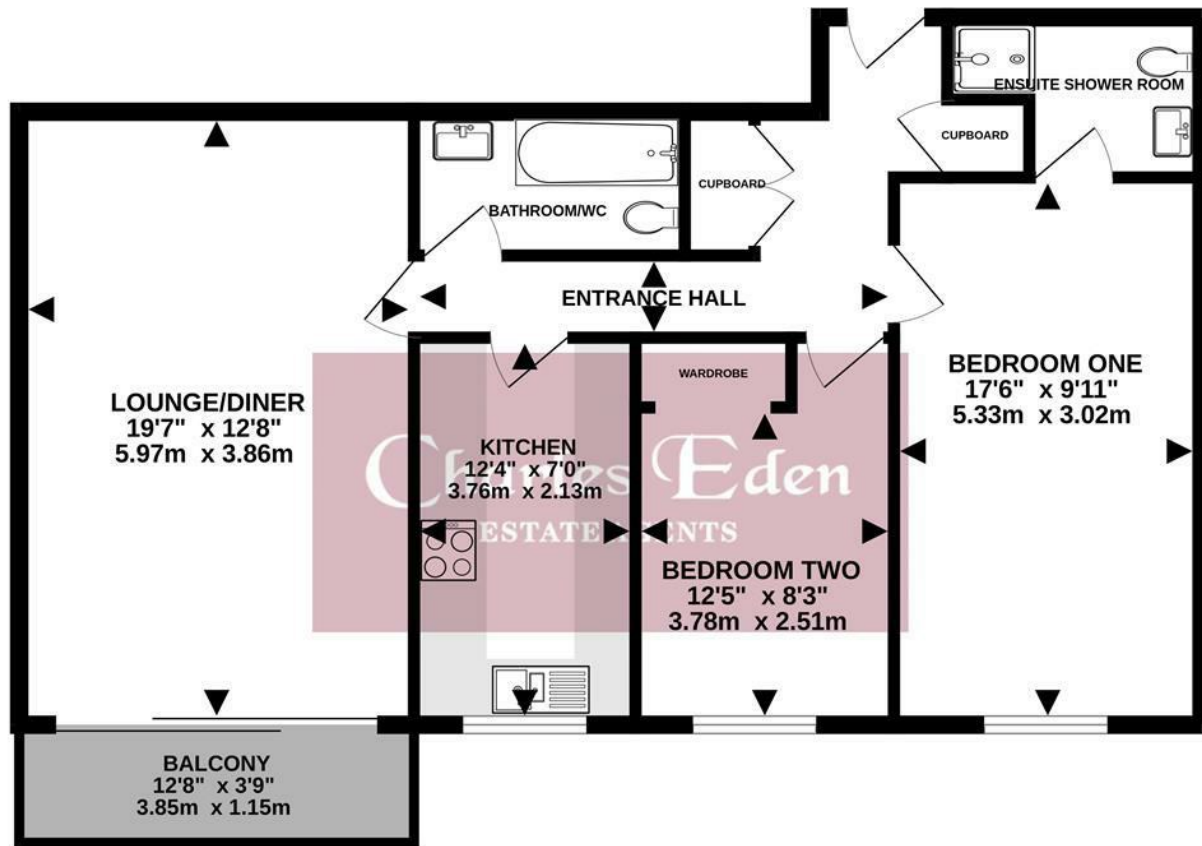 ENSUITE SHOWER ROOM
CUPBOARD
CUPBOARD
BATHROOM/WC
ENTRANCE HALL
LOUNGE/DINER
19'7" x 12'8"
5.97m x 3.86m
KITCHEN
12'4" x 7'0"
3.76m x 2.13m
WARDROBE
BEDROOM TWO
12'5" x 8'3"
3.78m x 2.51m
BEDROOM ONE
17'6" x 9'11"
5.33m x 3.02m
BALCONY
12'8" x 3'9"
3.85m x 1.15m
Charles Eden
ESTATE AGENTS